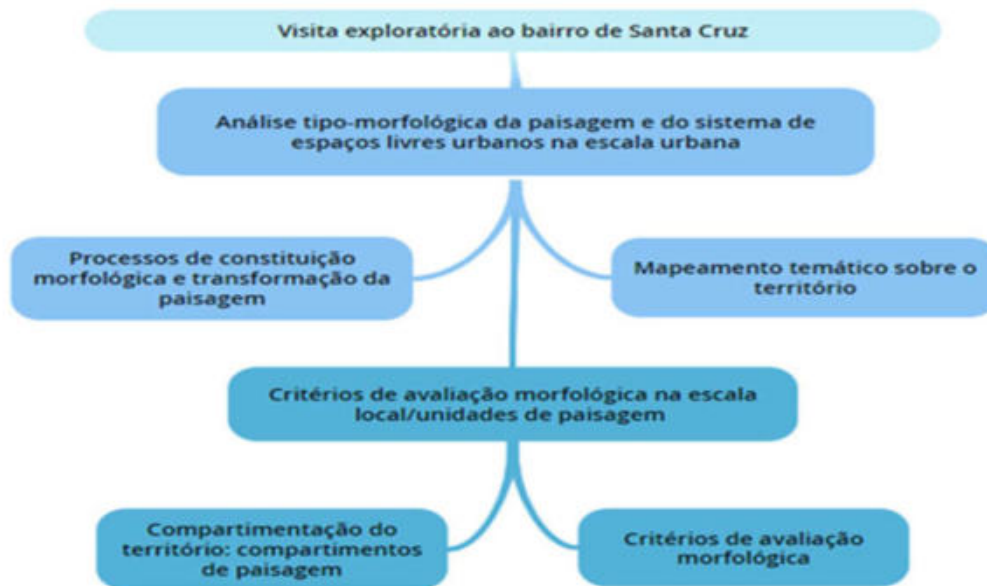 Visita exploratória ao bairro de Santa Cruz
Análise tipo-morfológica da paisagem e do sistema de
espaços livres urbanos na escala urbana
Processos de constituição
morfológica e transformação da
paisagem
Mapeamento temático sobre o
território
Critérios de avaliação morfológica na escala
local/unidades de paisagem
Compartimentação do
território: compartimentos
de paisagem
Critérios de avaliação
morfológica